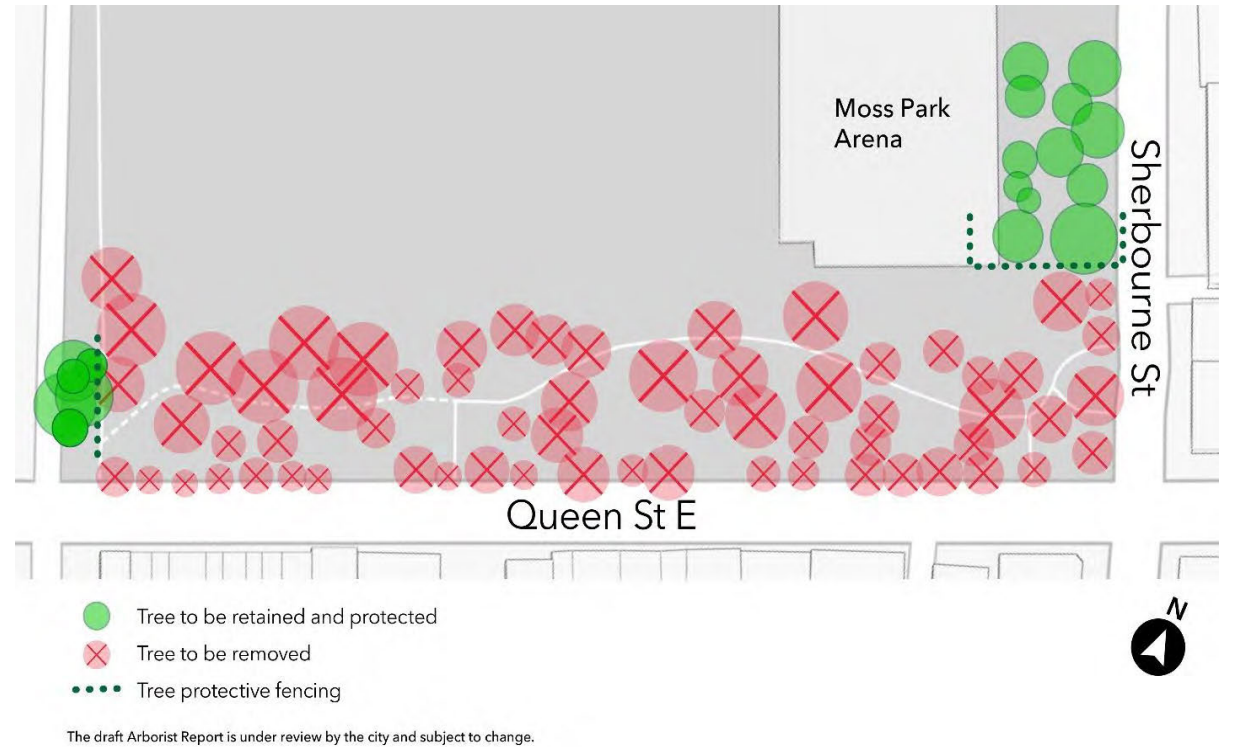 Moss Park
Arena
Sherbourne St
Queen St E
Tree to be retained and protected
Tree to be removed
Tree protective fencing
N
The draft Arborist Report is under review by the city and subject to change.